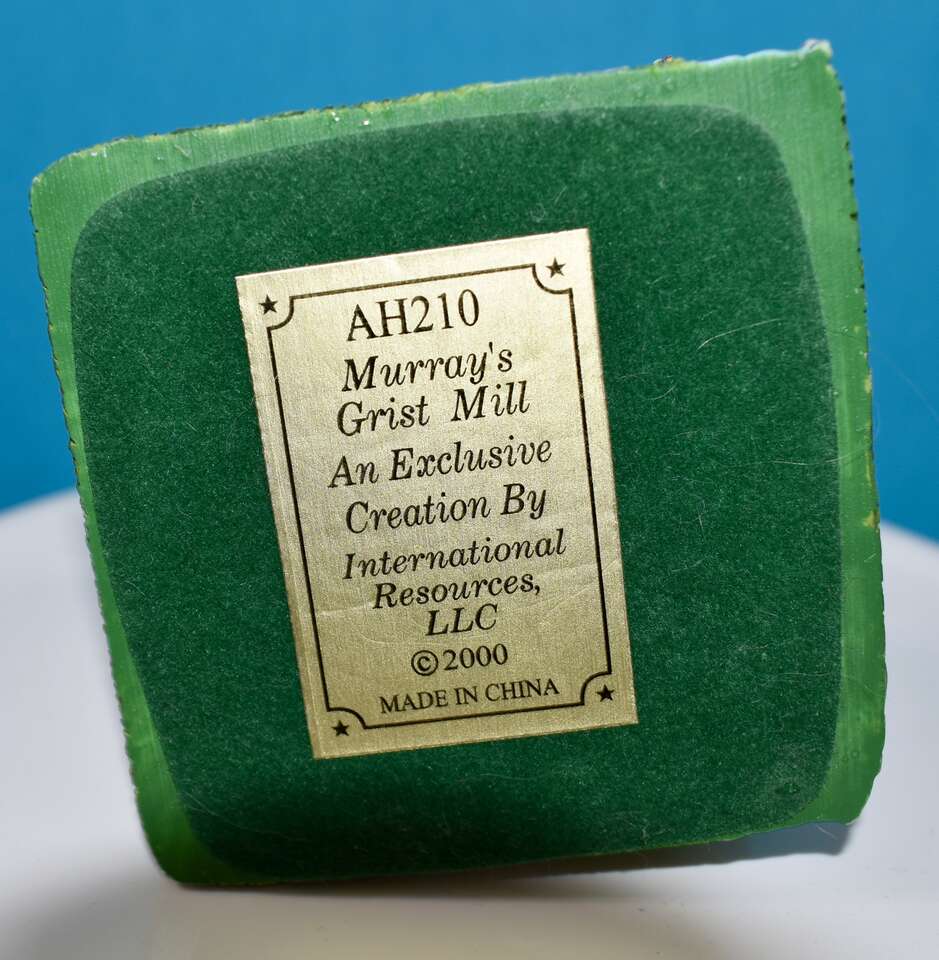 AH210
Murray's
Grist Mill
An Exclusive
Creation By
International
Resources,
LLC
©2000
MADE IN CHINA